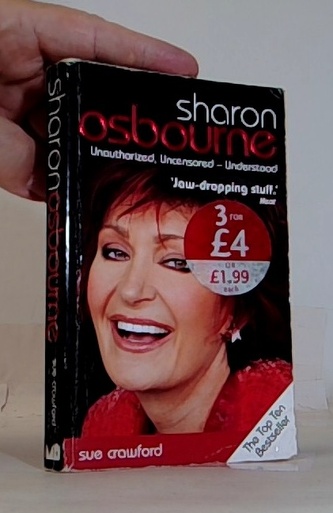 sharon
osbourne
Unauthorized, Uncensored – Understood
'Jaw-dropping stuff.'
Heat
3 FOR
£4
OR
£1.99
each
The Top Ten
Bestseller
sue crawford
sharon osbourne sue crawford